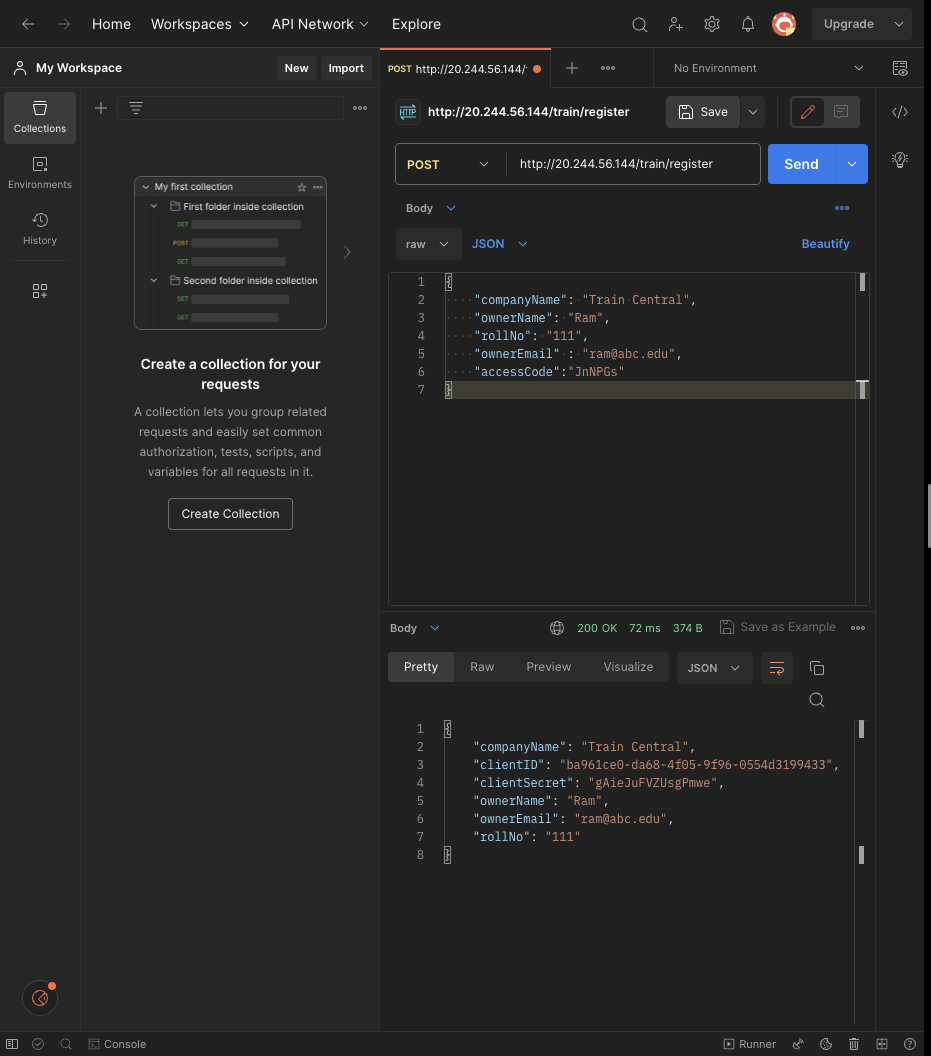 Home Workspaces API Network Explore Upgrade
My Workspace New Import
POST http://20.244.56.144/t
No Environment
Collections
Environments
History
My first collection
First folder inside collection
GET
POST
GET
Second folder inside collection
GET
GET
Create a collection for your
requests
A collection lets you group related
requests and easily set common
authorization, tests, scripts, and
variables for all requests in it.
Create Collection
HTTP http://20.244.56.144/train/register Save
POST http://20.244.56.144/train/register Send
Body
raw JSON Beautify
1 {
2 "companyName": "Train Central",
3 "ownerName": "Ram",
4 "rollNo": "111",
5 "ownerEmail" : "ram@abc.edu",
6 "accessCode":"JnNPGs"
7 }
Body 200 OK 72 ms 374 B Save as Example
Pretty Raw Preview Visualize JSON
1 {
2 "companyName": "Train Central",
3 "clientID": "ba961ce0-da68-4f05-9f96-0554d3199433",
4 "clientSecret": "gAieJuFVZUsgPmwe",
5 "ownerName": "Ram",
6 "ownerEmail": "ram@abc.edu",
7 "rollNo": "111"
8 }
Console Runner